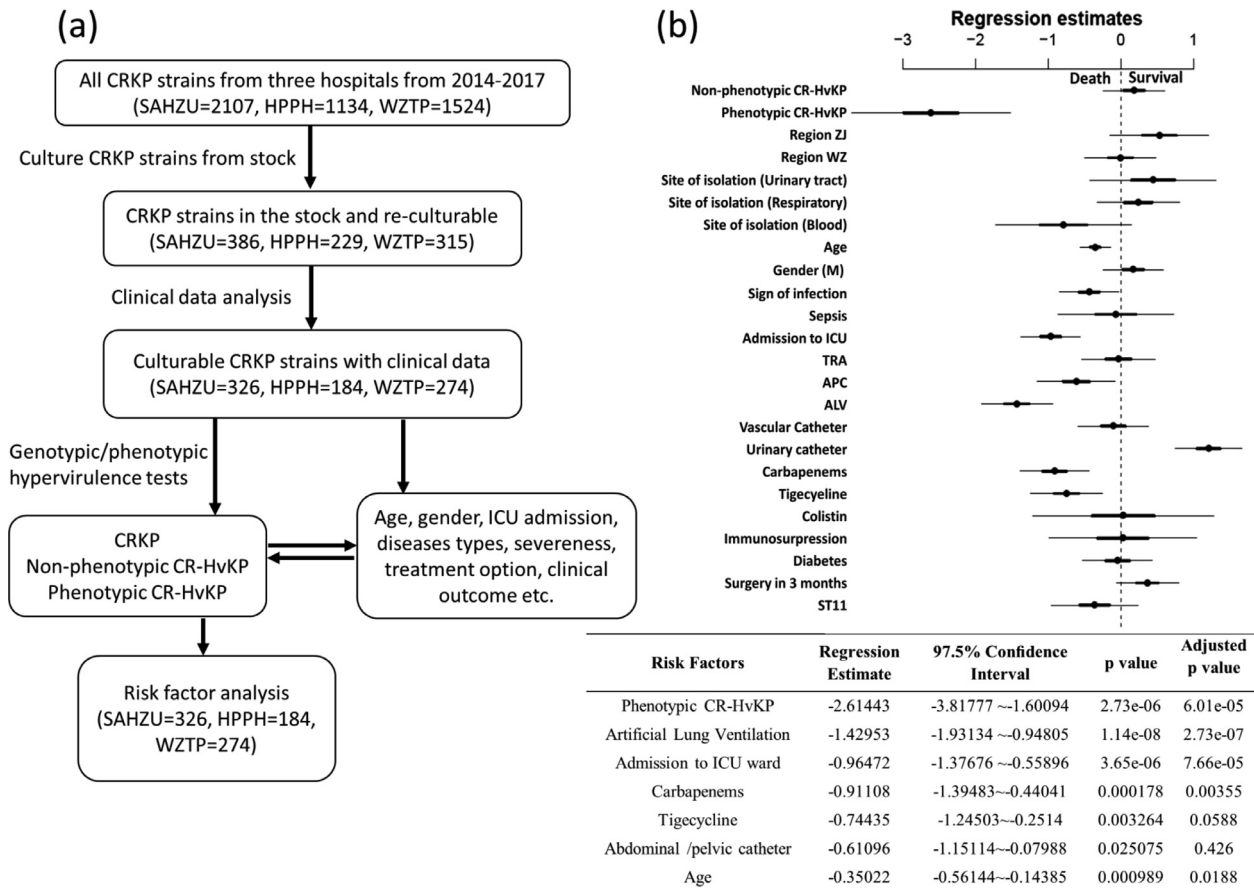 (a)
All CRKP strains from three hospitals from 2014-2017
(SAHZU=2107, HPPH=1134, WZTP=1524)
Culture CRKP strains from stock
CRKP strains in the stock and re-culturable
(SAHZU=386, HPPH=229, WZTP=315)
Clinical data analysis
Culturable CRKP strains with clinical data
(SAHZU=326, HPPH=184, WZTP=274)
Genotypic/phenotypic
hypervirulence tests
CRKP
Non-phenotypic CR-HvKP
Phenotypic CR-HvKP
Age, gender, ICU admission,
diseases types, severeness,
treatment option, clinical
outcome etc.
Risk factor analysis
(SAHZU=326, HPPH=184,
WZTP=274)
(b)
Regression estimates
−3 −2 −1 0 1
Death Survival
Non-phenotypic CR-HvKP
Phenotypic CR-HvKP
Region ZJ
Region WZ
Site of isolation (Urinary tract)
Site of isolation (Respiratory)
Site of isolation (Blood)
Age
Gender (M)
Sign of infection
Sepsis
Admission to ICU
TRA
APC
ALV
Vascular Catheter
Urinary catheter
Carbapenems
Tigecyeline
Colistin
Immunosurpression
Diabetes
Surgery in 3 months
ST11
Risk Factors Regression Estimate 97.5% Confidence Interval p value Adjusted p value
Phenotypic CR-HvKP -2.61443 -3.81777 ~-1.60094 2.73e-06 6.01e-05
Artificial Lung Ventilation -1.42953 -1.93134 ~-0.94805 1.14e-08 2.73e-07
Admission to ICU ward -0.96472 -1.37676 ~-0.55896 3.65e-06 7.66e-05
Carbapenems -0.91108 -1.39483~-0.44041 0.000178 0.00355
Tigecycline -0.74435 -1.24503~-0.2514 0.003264 0.0588
Abdominal /pelvic catheter -0.61096 -1.15114~-0.07988 0.025075 0.426
Age -0.35022 -0.56144~-0.14385 0.000989 0.0188